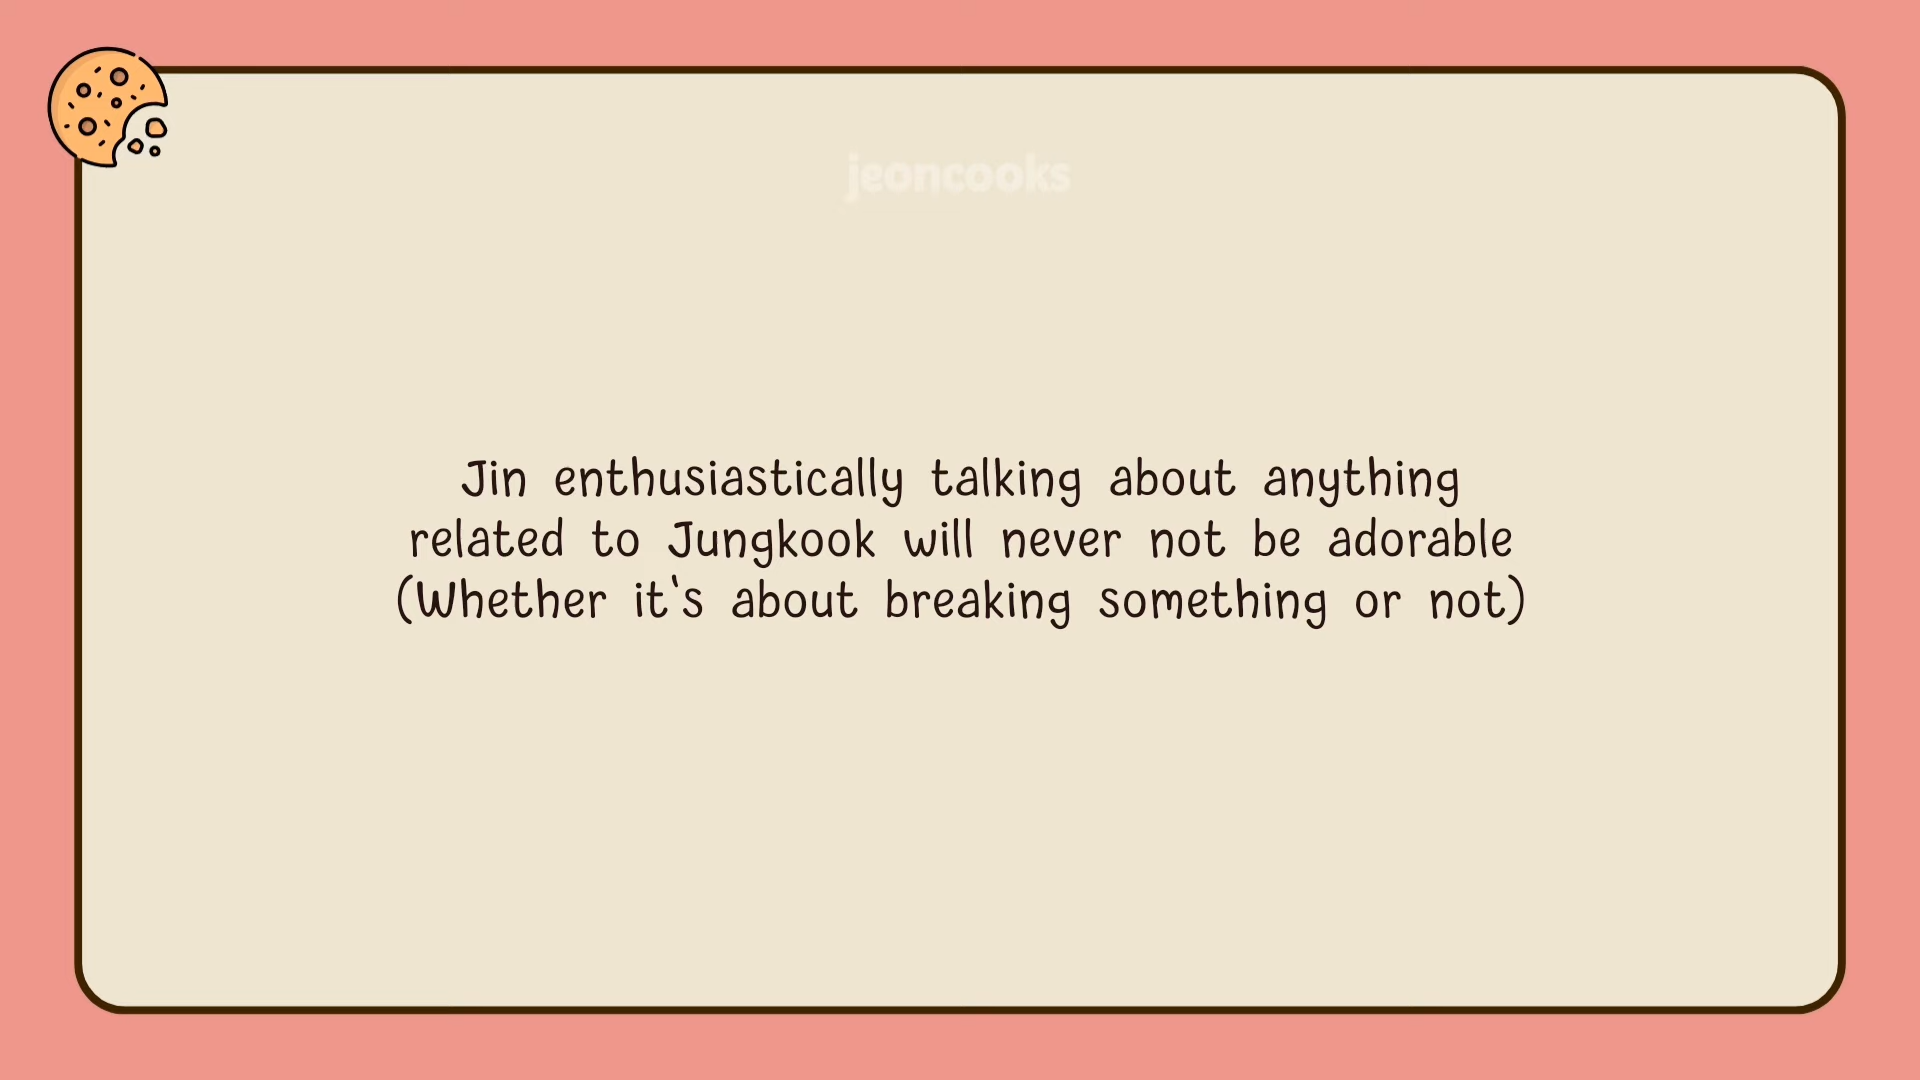 jeoncooks
Jin enthusiastically talking about anything
related to Jungkook will never not be adorable
(Whether it's about breaking something or not)